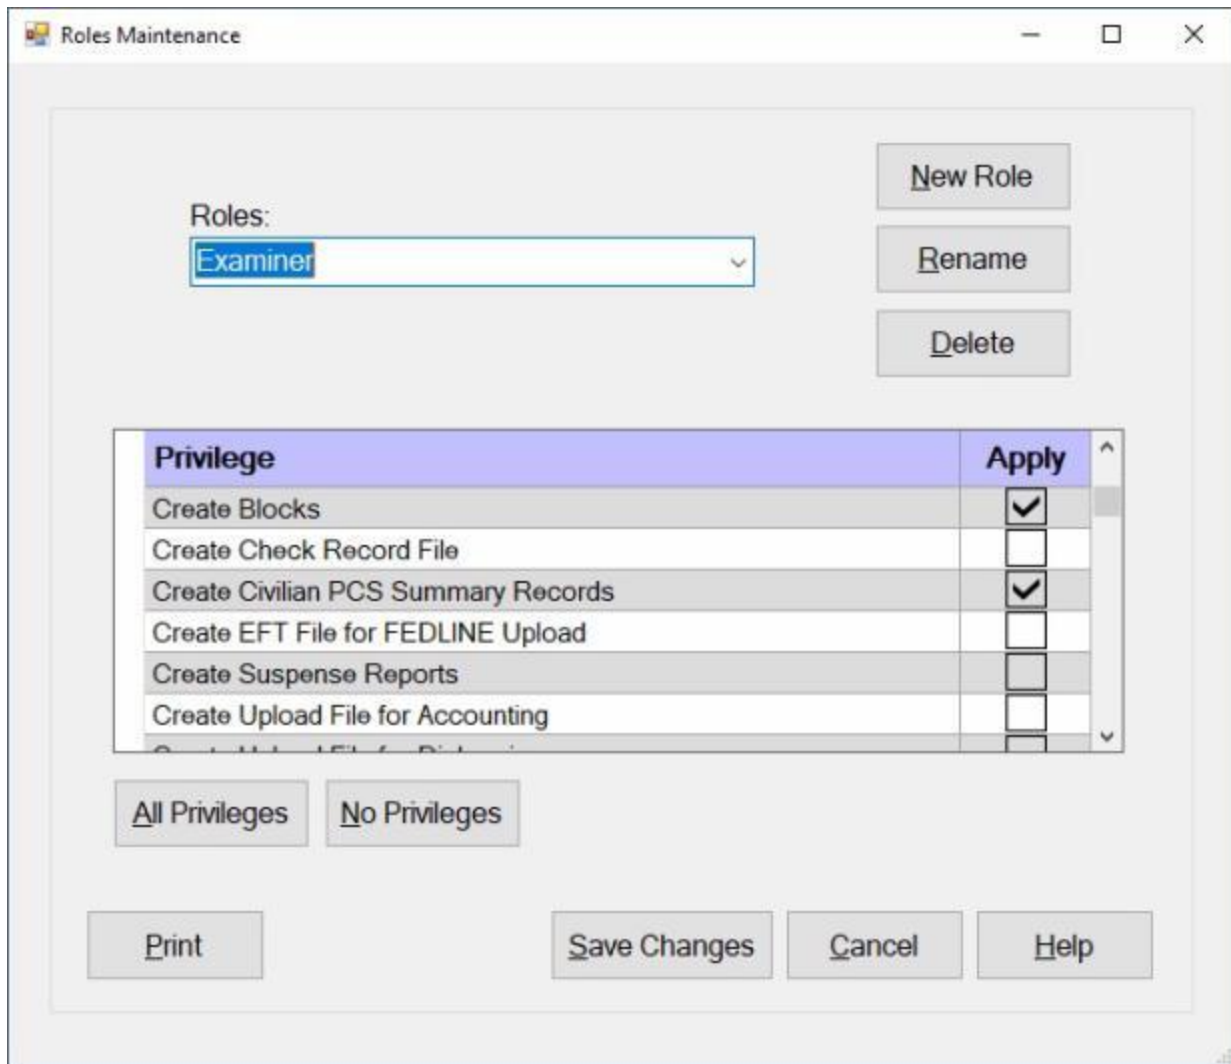 Roles Maintenance
New Role
Roles:
Examiner
Rename
Delete
Privilege Apply
Create Blocks
Create Check Record File
Create Civilian PCS Summary Records
Create EFT File for FEDLINE Upload
Create Suspense Reports
Create Upload File for Accounting
All Privileges No Privileges
Print Save Changes Cancel Help